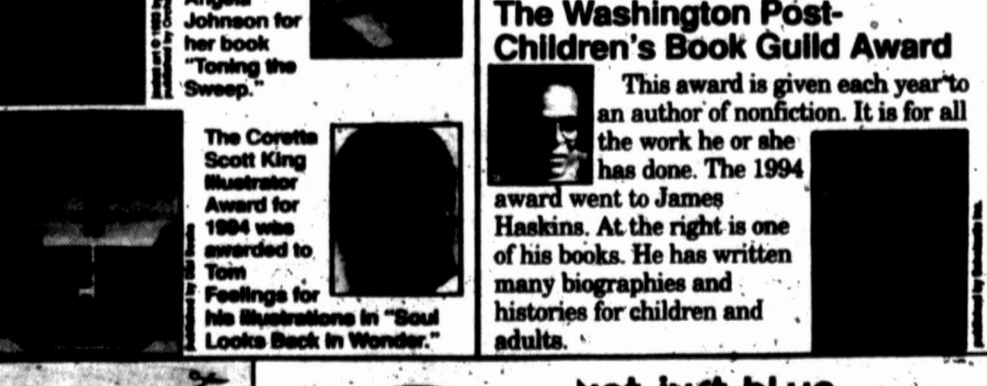 Angela
Johnson for
her book
"Toning the
Sweep."
The Coretta
Scott King
Illustrator
Award for
1994 was
awarded to
Tom
Feelings for
his illustrations in "Soul
Looks Back in Wonder."
The Washington Post-
Children's Book Guild Award
This award is given each year to
an author of nonfiction. It is for all
the work he or she
has done. The 1994
award went to James
Haskins. At the right is one
of his books. He has written
many biographies and
histories for children and
adults.
not just blue